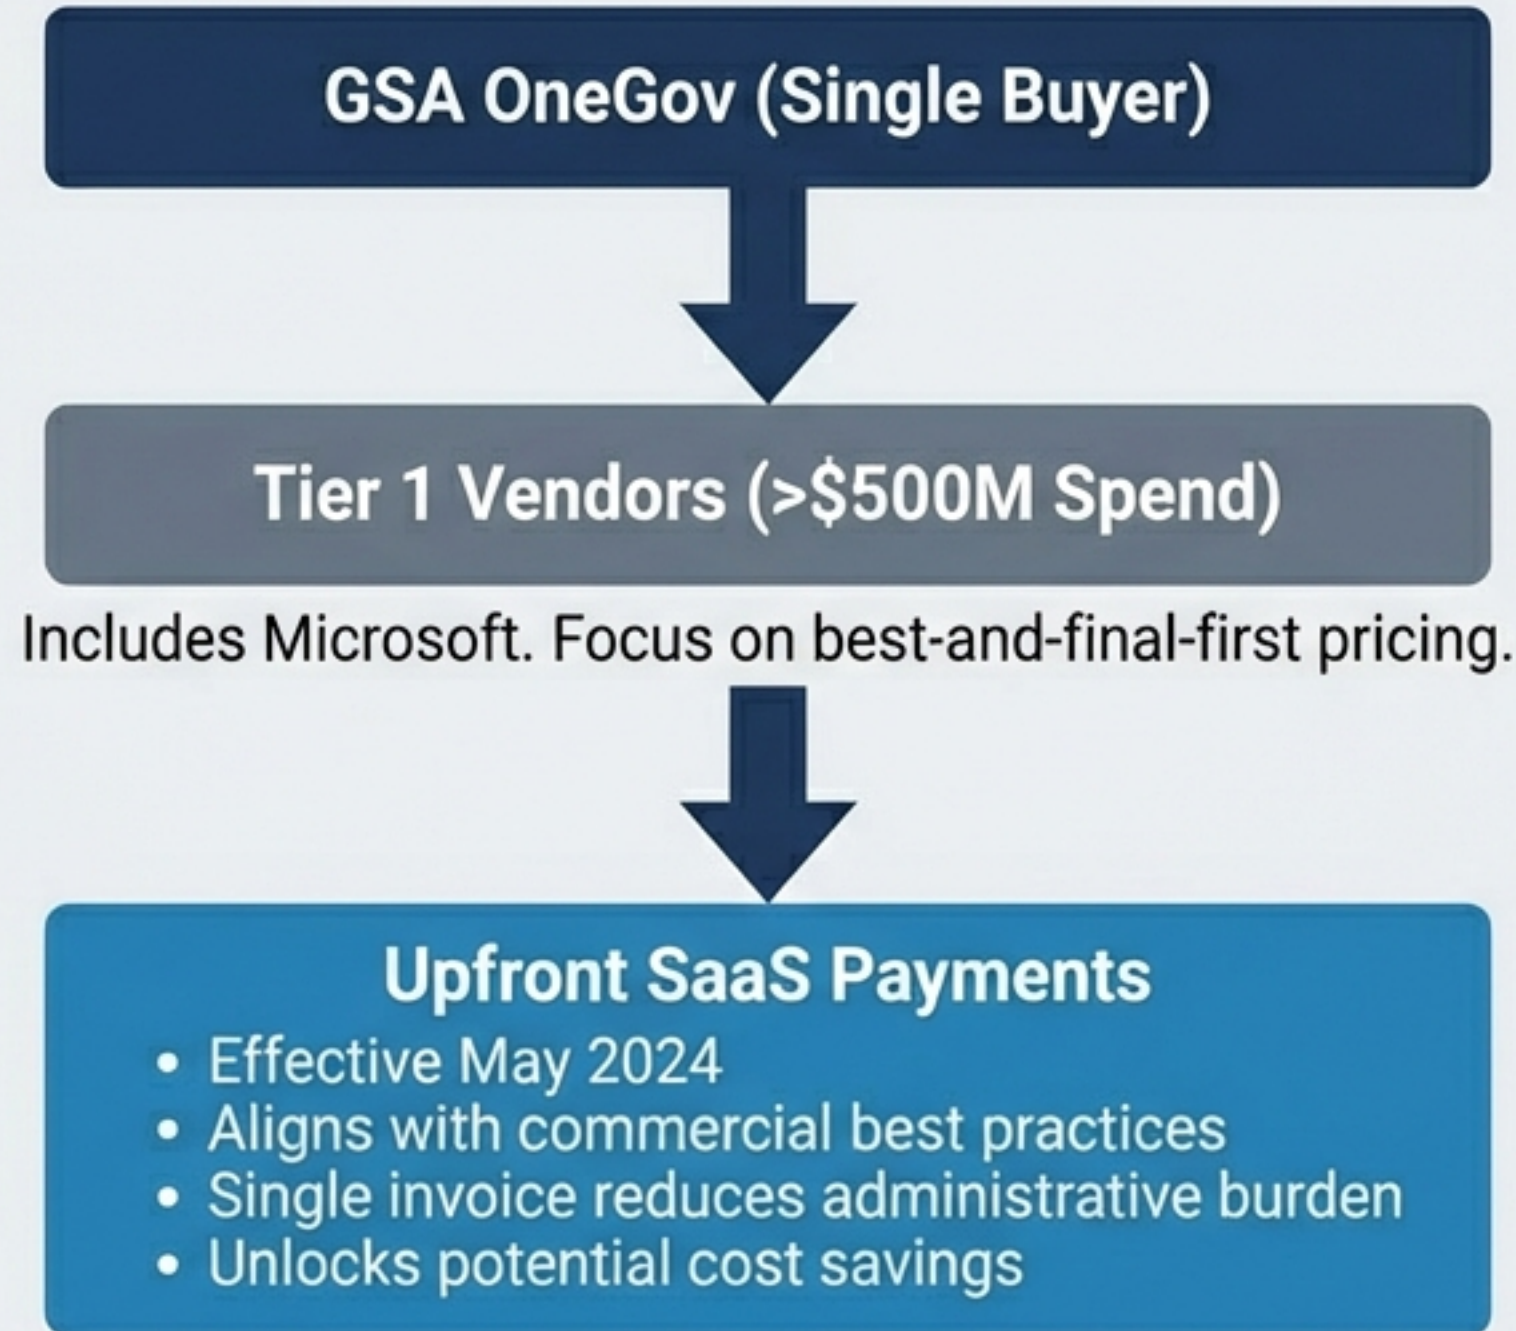 GSA OneGov (Single Buyer)
Tier 1 Vendors (>$500M Spend)
Includes Microsoft. Focus on best-and-final-first pricing.
Upfront SaaS Payments
• Effective May 2024
• Aligns with commercial best practices
• Single invoice reduces administrative burden
• Unlocks potential cost savings